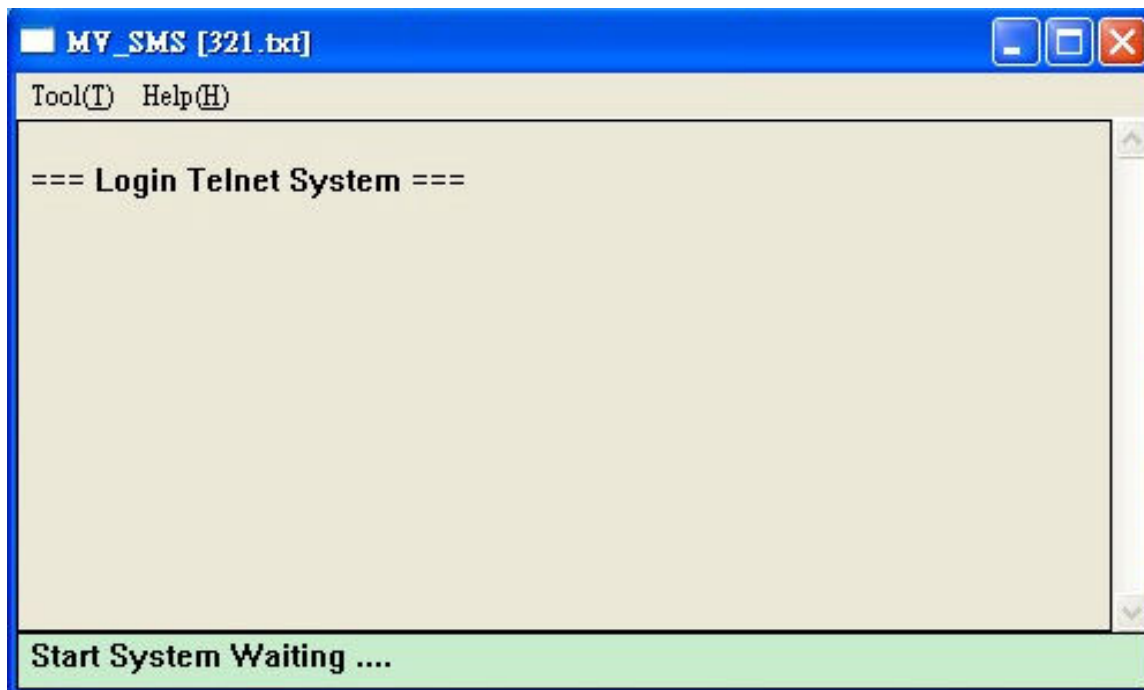 MV_SMS [321.txt]
Tool(T) Help(H)
=== Login Telnet System ===
Start System Waiting ....